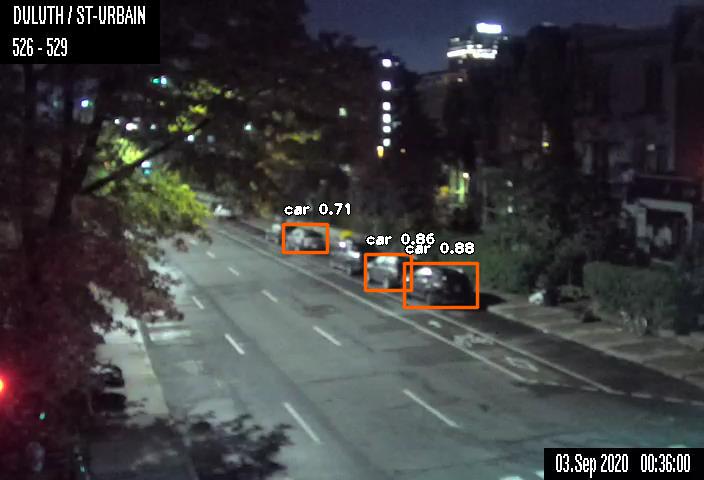 DULUTH / ST-URBAIN
526 - 529
car 0.71
car 0.86
car 0.88
03.Sep 2020 00:36:00